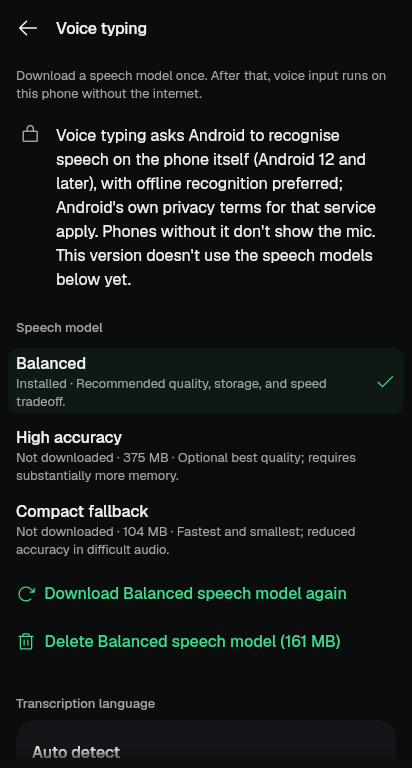 Voice typing
Download a speech model once. After that, voice input runs on
this phone without the internet.
Voice typing asks Android to recognise
speech on the phone itself (Android 12 and
later), with offline recognition preferred;
Android's own privacy terms for that service
apply. Phones without it don't show the mic.
This version doesn't use the speech models
below yet.
Speech model
Balanced
Installed · Recommended quality, storage, and speed
tradeoff.
High accuracy
Not downloaded · 375 MB · Optional best quality; requires
substantially more memory.
Compact fallback
Not downloaded · 104 MB · Fastest and smallest; reduced
accuracy in difficult audio.
Download Balanced speech model again
Delete Balanced speech model (161 MB)
Transcription language
Auto detect